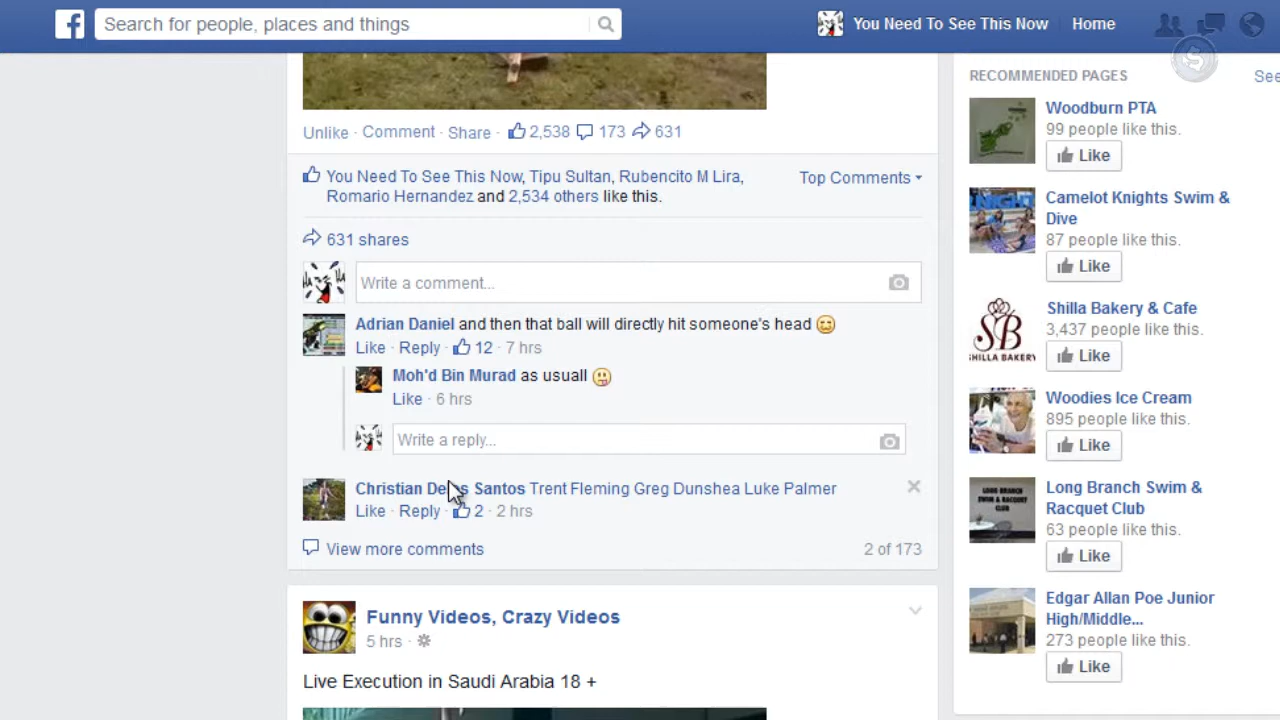 f Search for people, places and things
You Need To See This Now Home
Unlike · Comment · Share · 2,538 173 631
You Need To See This Now, Tipu Sultan, Rubencito M Lira,
Romario Hernandez and 2,534 others like this.
Top Comments
631 shares
Write a comment...
Adrian Daniel and then that ball will directly hit someone's head
Like · Reply · 12 · 7 hrs
Moh'd Bin Murad as usuall
Like · 6 hrs
Write a reply...
Christian Santos Trent Fleming Greg Dunshea Luke Palmer
Like · Reply · 2 · 2 hrs
View more comments
2 of 173
Funny Videos, Crazy Videos
5 hrs ·
Live Execution in Saudi Arabia 18 +
RECOMMENDED PAGES
See
Woodburn PTA
99 people like this.
Like
Camelot Knights Swim &
Dive
87 people like this.
Like
SB
SHILLA BAKERY
Shilla Bakery & Cafe
3,437 people like this.
Like
Woodies Ice Cream
895 people like this.
Like
LONG BRANCH
SWIM & RACQUET
CLUB
Long Branch Swim &
Racquet Club
63 people like this.
Like
Edgar Allan Poe Junior
High/Middle...
273 people like this.
Like